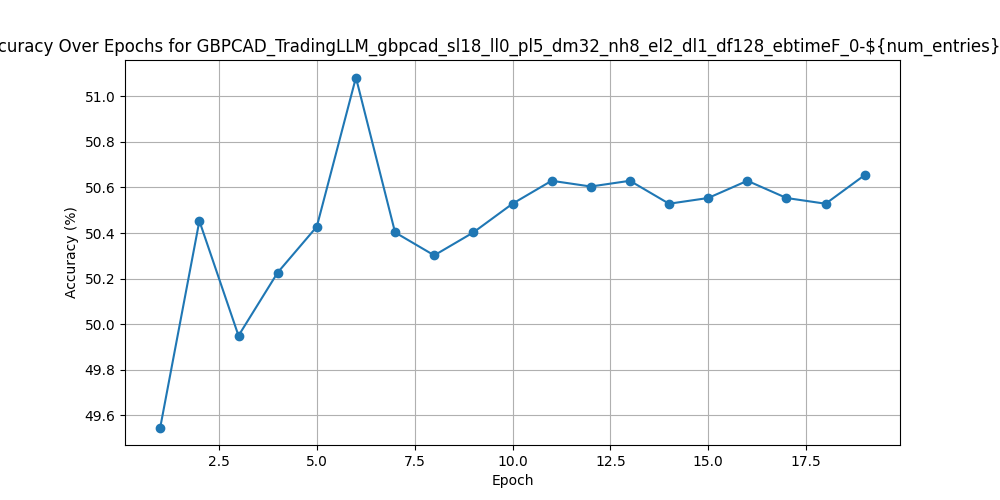 curacy Over Epochs for GBPCAD_TradingLLM_gbpcad_sl18_ll0_pl5_dm32_nh8_el2_dl1_df128_ebtimeF_0-${num_entries}
51.0
50.8
50.6
50.4
50.2
50.0
49.8
49.6
Accuracy (%)
2.5 5.0 7.5 10.0 12.5 15.0 17.5
Epoch